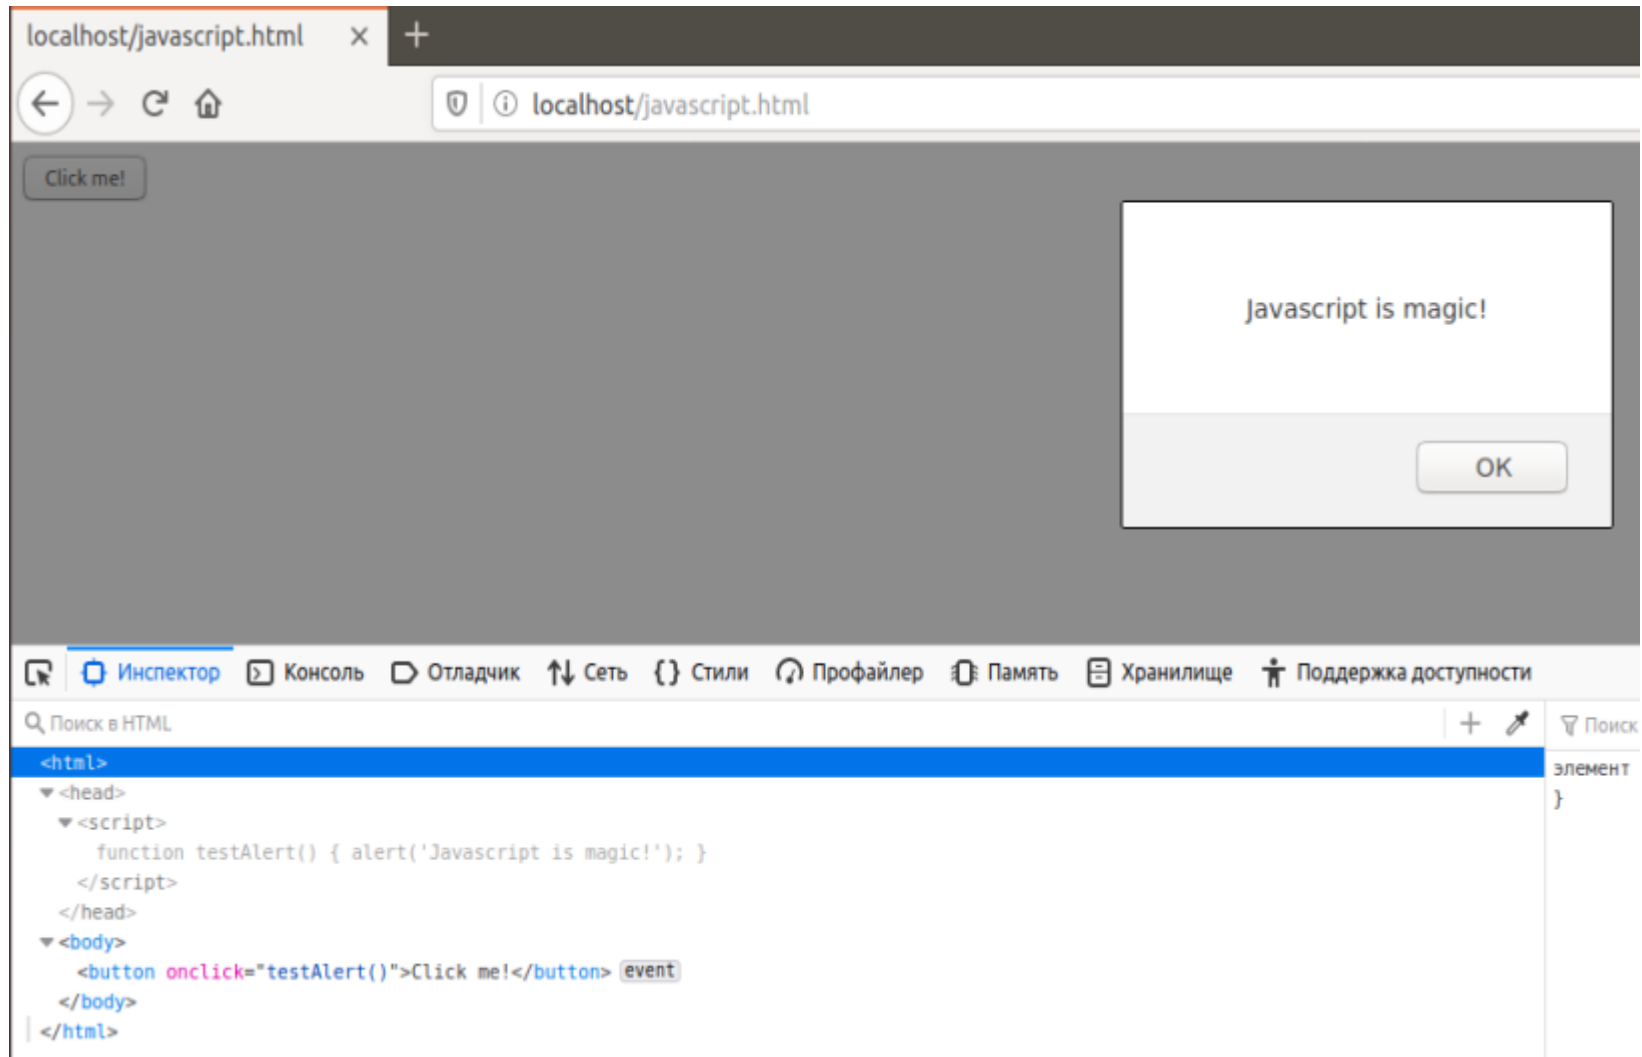 localhost/javascript.html
localhost/javascript.html
Click me!
Javascript is magic!
OK
Инспектор Консоль Отладчик Сеть Стили Профайлер Память Хранилище Поддержка доступности
Поиск в HTML
Поиск
<html>
<head>
<script>
function testAlert() { alert('Javascript is magic!'); }
</script>
</head>
<body>
<button onclick="testAlert()">Click me!</button> event
</body>
</html>
элемент
}